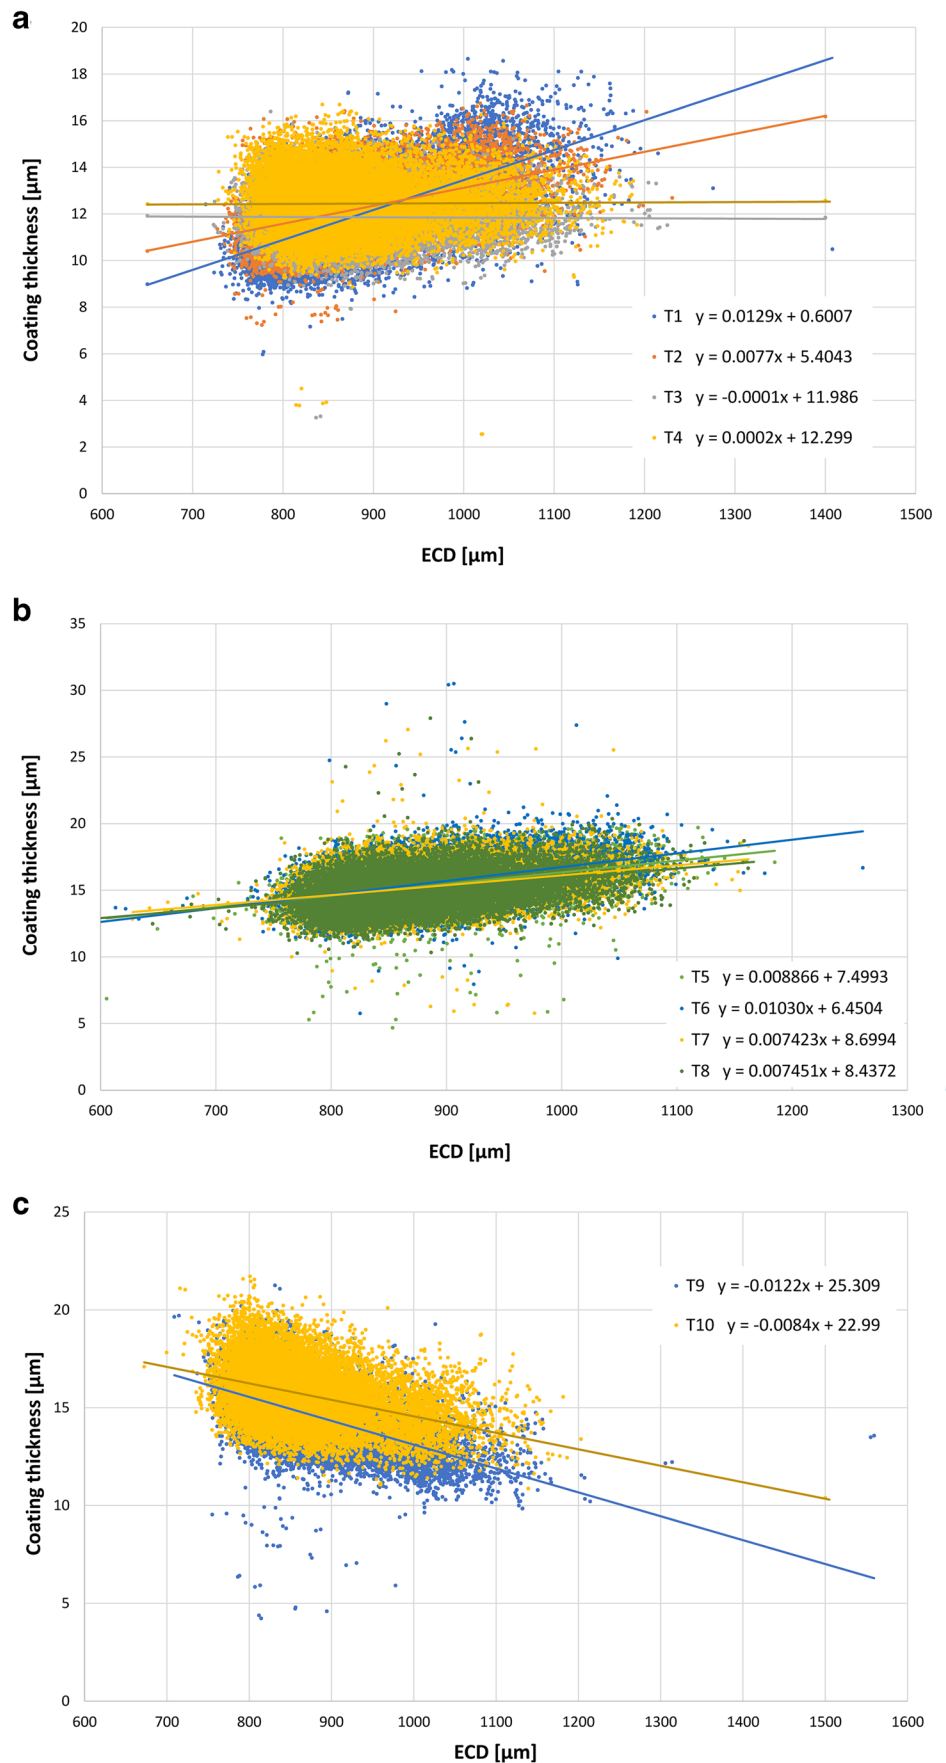 a
Coating thickness [µm]
20
18
16
14
12
10
8
6
4
2
0
T1 y = 0.0129x + 0.6007
T2 y = 0.0077x + 5.4043
T3 y = -0.0001x + 11.986
T4 y = 0.0002x + 12.299
600 700 800 900 1000 1100 1200 1300 1400 1500
ECD [µm]
b
Coating thickness [µm]
35
30
25
20
15
10
5
0
T5 y = 0.008866 + 7.4993
T6 y = 0.01030x + 6.4504
T7 y = 0.007423x + 8.6994
T8 y = 0.007451x + 8.4372
600 700 800 900 1000 1100 1200 1300
ECD [µm]
c
Coating thickness [µm]
25
20
15
10
5
0
T9 y = -0.0122x + 25.309
T10 y = -0.0084x + 22.99
600 700 800 900 1000 1100 1200 1300 1400 1500 1600
ECD [µm]